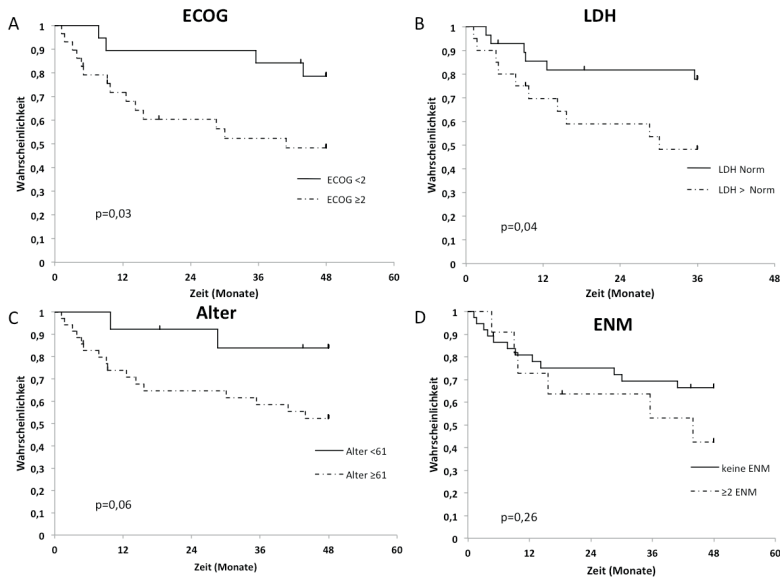 A
ECOG
Wahrscheinlichkeit
1
0,9
0,8
0,7
0,6
0,5
0,4
0,3
0,2
0,1
0
ECOG <2
ECOG ≥2
p=0,03
0 12 24 36 48 60
Zeit (Monate)
B
LDH
Wahrscheinlichkeit
1
0,9
0,8
0,7
0,6
0,5
0,4
0,3
0,2
0,1
0
LDH Norm
LDH > Norm
p=0,04
0 12 24 36 48
Zeit (Monate)
C
Alter
Wahrscheinlichkeit
1
0,9
0,8
0,7
0,6
0,5
0,4
0,3
0,2
0,1
0
Alter <61
Alter ≥61
p=0,06
0 12 24 36 48 60
Zeit (Monate)
D
ENM
Wahrscheinlichkeit
1
0,9
0,8
0,7
0,6
0,5
0,4
0,3
0,2
0,1
0
keine ENM
≥2 ENM
p=0,26
0 12 24 36 48 60
Zeit (Monate)